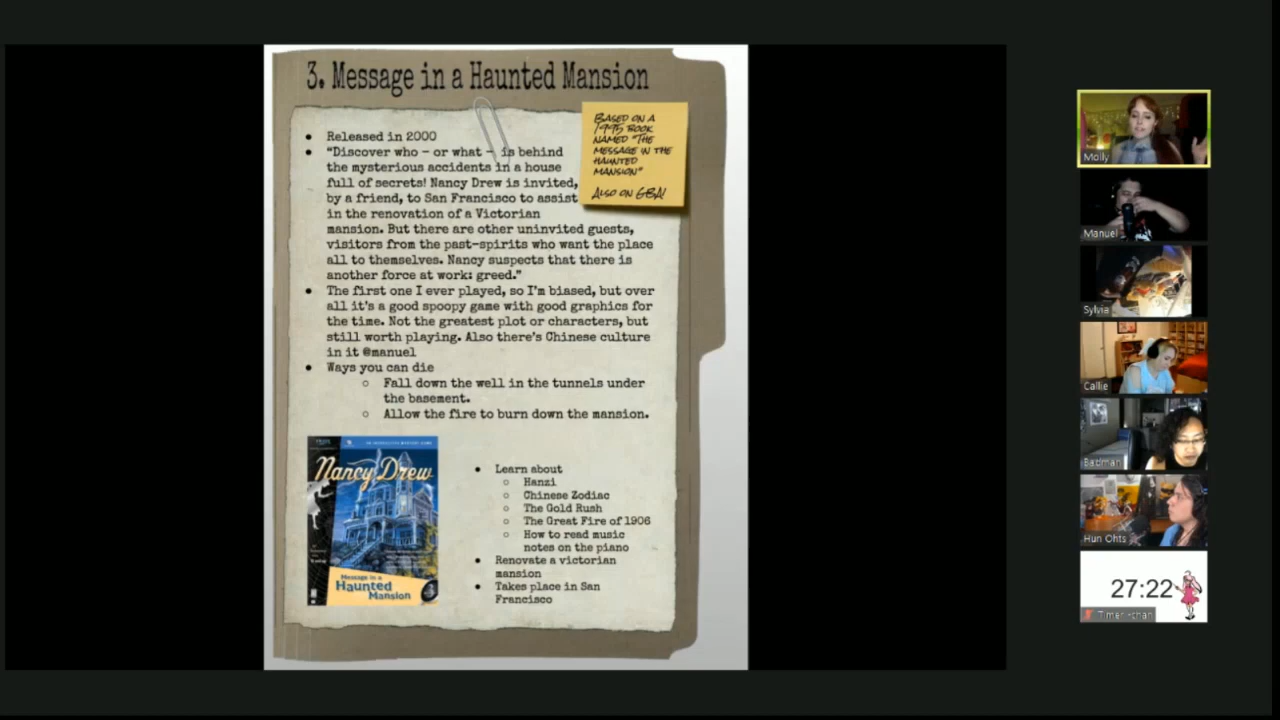 3. Message in a Haunted Mansion
BASED ON A
1995 BOOK
NAMED "THE
MESSAGE IN THE
HAUNTED
MANSION"
ALSO ON GBA!
● Released in 2000
● "Discover who - or what - is behind
the mysterious accidents in a house
full of secrets! Nancy Drew is invited,
by a friend, to San Francisco to assist
in the renovation of a Victorian
mansion. But there are other uninvited guests,
visitors from the past-spirits who want the place
all to themselves. Nancy suspects that there is
another force at work: greed."
● The first one I ever played, so I'm biased, but over
all it's a good spoopy game with good graphics for
the time. Not the greatest plot or characters, but
still worth playing. Also there's Chinese culture
in it @manuel
● Ways you can die
○ Fall down the well in the tunnels under
the basement.
○ Allow the fire to burn down the mansion.
Nancy Drew
Message in a
Haunted
Mansion
● Learn about
○ Hanzi
○ Chinese Zodiac
○ The Gold Rush
○ The Great Fire of 1906
○ How to read music
notes on the piano
● Renovate a victorian
mansion
● Takes place in San
Francisco
Molly
Manuel
Sylvia
Callie
Badman
Hun Ohts
27:22
Timer-chan